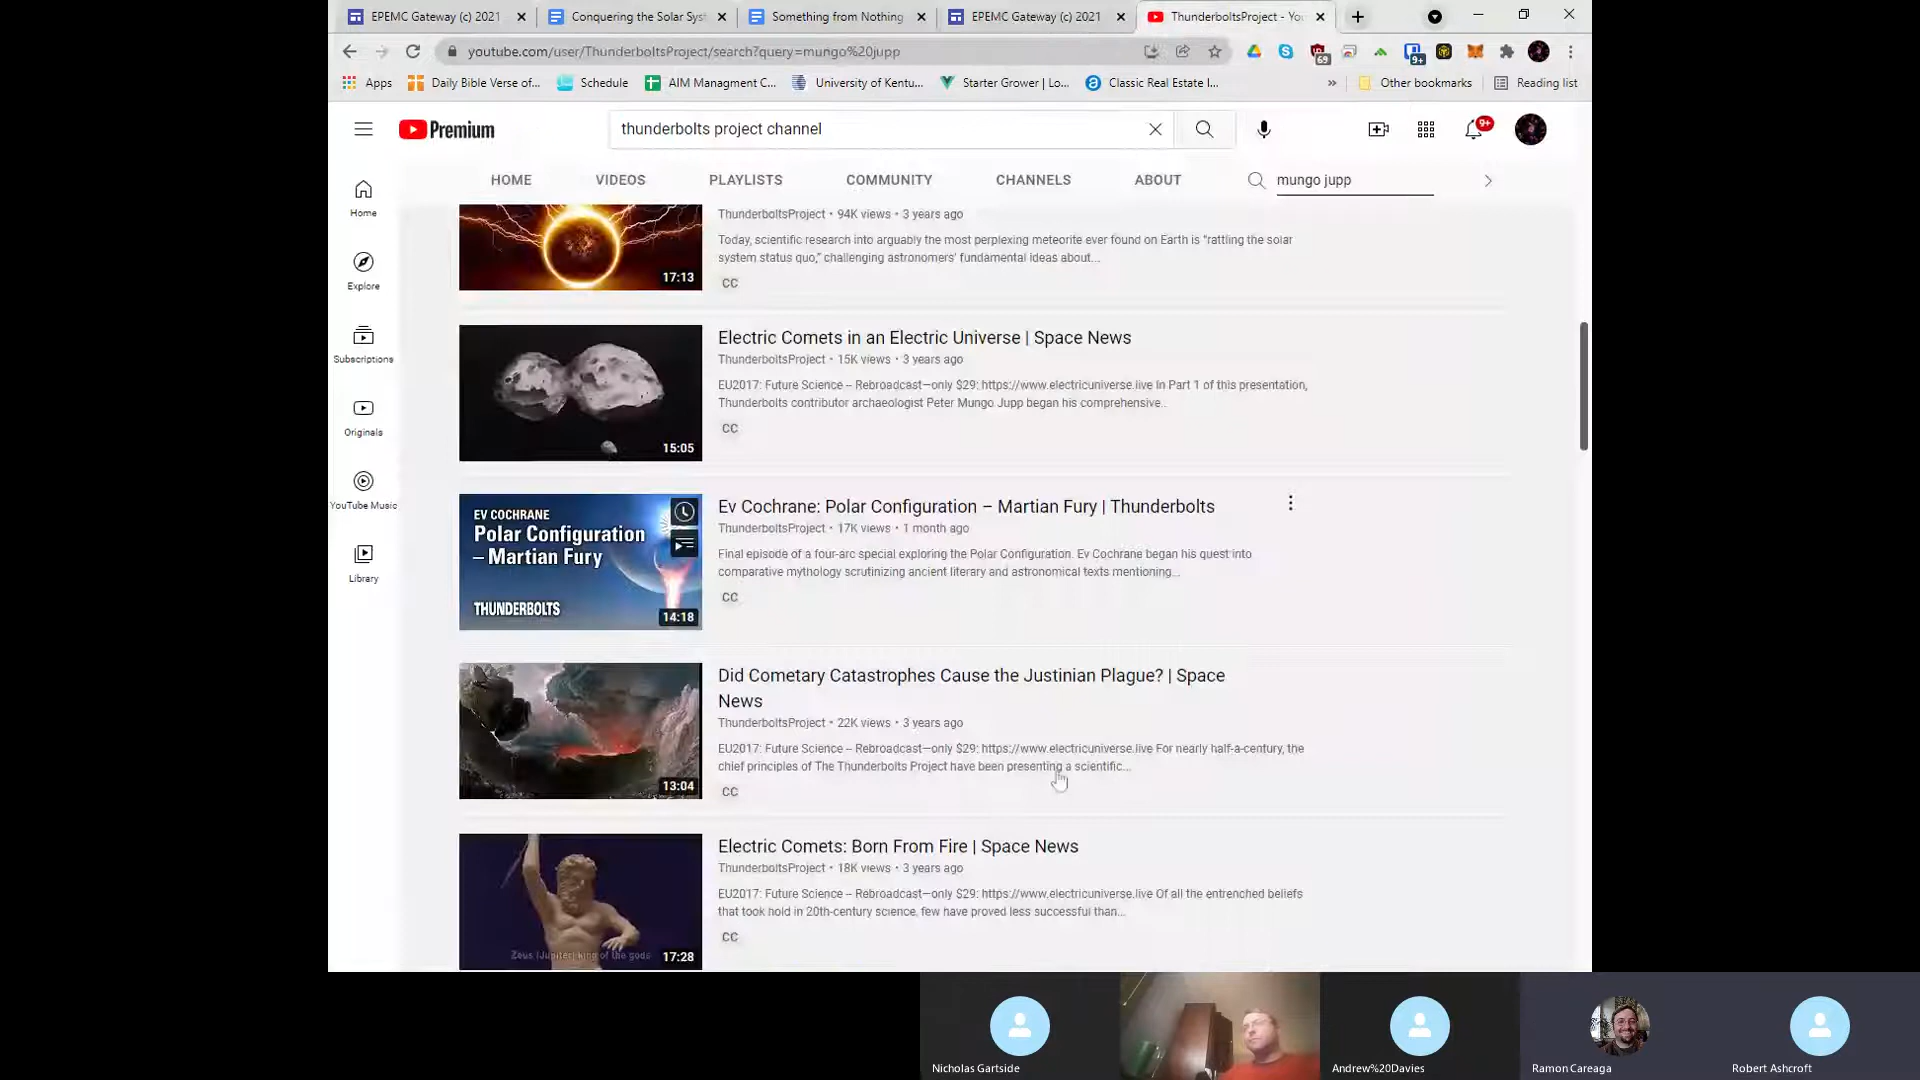 EPEMC Gateway (c) 2021
Conquering the Solar Sys
Something from Nothing
EPEMC Gateway (c) 2021
ThunderboltsProject - Yo
youtube.com/user/ThunderboltsProject/search?query=mungo%20jupp
69
9+
Apps
Daily Bible Verse of...
Schedule
AIM Managment C...
University of Kentu...
Starter Grower | Lo...
Classic Real Estate I...
»
Other bookmarks
Reading list
Premium
thunderbolts project channel
9+
HOME
VIDEOS
PLAYLISTS
COMMUNITY
CHANNELS
ABOUT
mungo jupp
Home
Explore
Subscriptions
Originals
YouTube Music
Library
17:13
ThunderboltsProject • 94K views • 3 years ago
Today, scientific research into arguably the most perplexing meteorite ever found on Earth is "rattling the solar
system status quo," challenging astronomers' fundamental ideas about...
CC
15:05
Electric Comets in an Electric Universe | Space News
ThunderboltsProject • 15K views • 3 years ago
EU2017: Future Science -- Rebroadcast—only $29: https://www.electricuniverse.live In Part 1 of this presentation,
Thunderbolts contributor archaeologist Peter Mungo Jupp began his comprehensive..
CC
EV COCHRANE
Polar Configuration
– Martian Fury
THUNDERBOLTS
14:18
Ev Cochrane: Polar Configuration – Martian Fury | Thunderbolts
ThunderboltsProject • 17K views • 1 month ago
Final episode of a four-arc special exploring the Polar Configuration. Ev Cochrane began his quest into
comparative mythology scrutinizing ancient literary and astronomical texts mentioning...
CC
13:04
Did Cometary Catastrophes Cause the Justinian Plague? | Space
News
ThunderboltsProject • 22K views • 3 years ago
EU2017: Future Science -- Rebroadcast—only $29: https://www.electricuniverse.live For nearly half-a-century, the
chief principles of The Thunderbolts Project have been presenting a scientific...
CC
Zeus (Jupiter) king of the gods
17:28
Electric Comets: Born From Fire | Space News
ThunderboltsProject • 18K views • 3 years ago
EU2017: Future Science -- Rebroadcast—only $29: https://www.electricuniverse.live Of all the entrenched beliefs
that took hold in 20th-century science, few have proved less successful than...
CC
Nicholas Gartside
Andrew%20Davies
Ramon Careaga
Robert Ashcroft